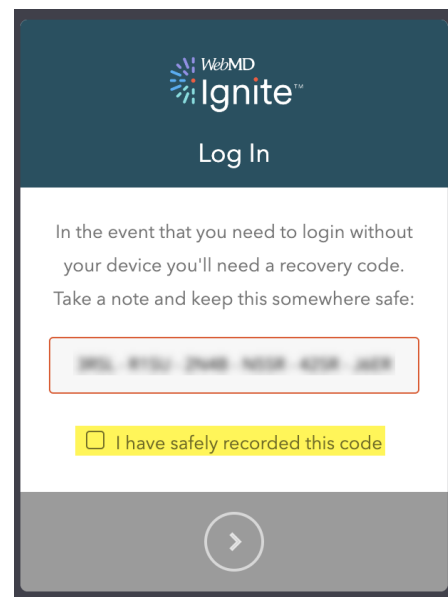 WebMD
Ignite™
Log In
In the event that you need to login without
your device you'll need a recovery code.
Take a note and keep this somewhere safe:
I have safely recorded this code